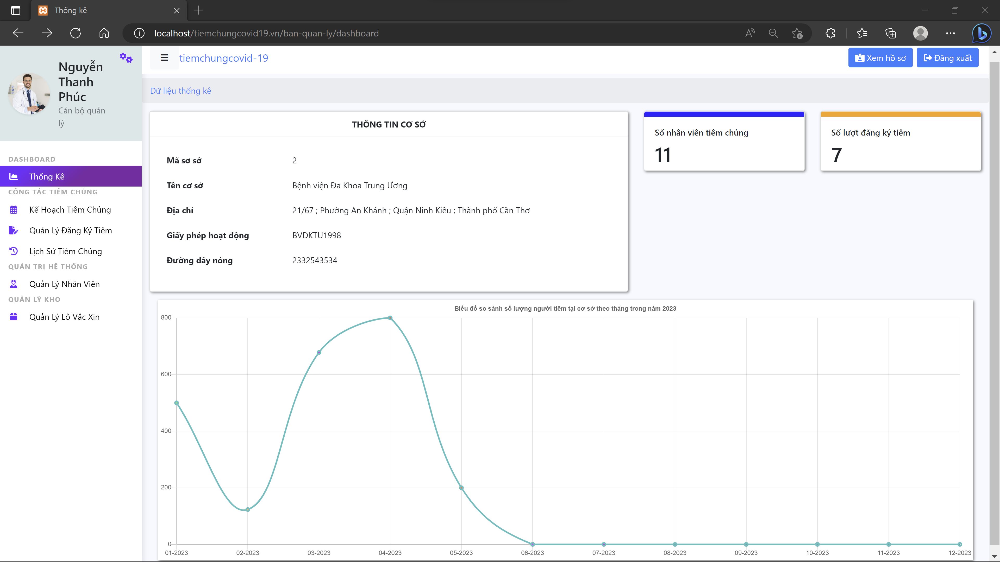 Thống kê
localhost/tiemchungcovid19.vn/ban-quan-ly/dashboard
Nguyễn
Thanh
Phúc
Cán bộ quản
lý
tiemchungcovid-19
Xem hồ sơ
Đăng xuất
Dữ liệu thống kê
DASHBOARD
Thống Kê
CÔNG TÁC TIÊM CHỦNG
Kế Hoạch Tiêm Chủng
Quản Lý Đăng Ký Tiêm
Lịch Sử Tiêm Chủng
QUẢN TRỊ HỆ THỐNG
Quản Lý Nhân Viên
QUẢN LÝ KHO
Quản Lý Lô Vắc Xin
THÔNG TIN CƠ SỞ
Mã sơ sở 2
Tên cơ sở Bệnh viện Đa Khoa Trung Ương
Địa chỉ 21/67 ; Phường An Khánh ; Quận Ninh Kiều ; Thành phố Cần Thơ
Giấy phép hoạt động BVDKTU1998
Đường dây nóng 2332543534
Số nhân viên tiêm chủng
11
Số lượt đăng ký tiêm
7
Biểu đồ so sánh số lượng người tiêm tại cơ sở theo tháng trong năm 2023
800
600
400
200
0
01-2023 02-2023 03-2023 04-2023 05-2023 06-2023 07-2023 08-2023 09-2023 10-2023 11-2023 12-2023